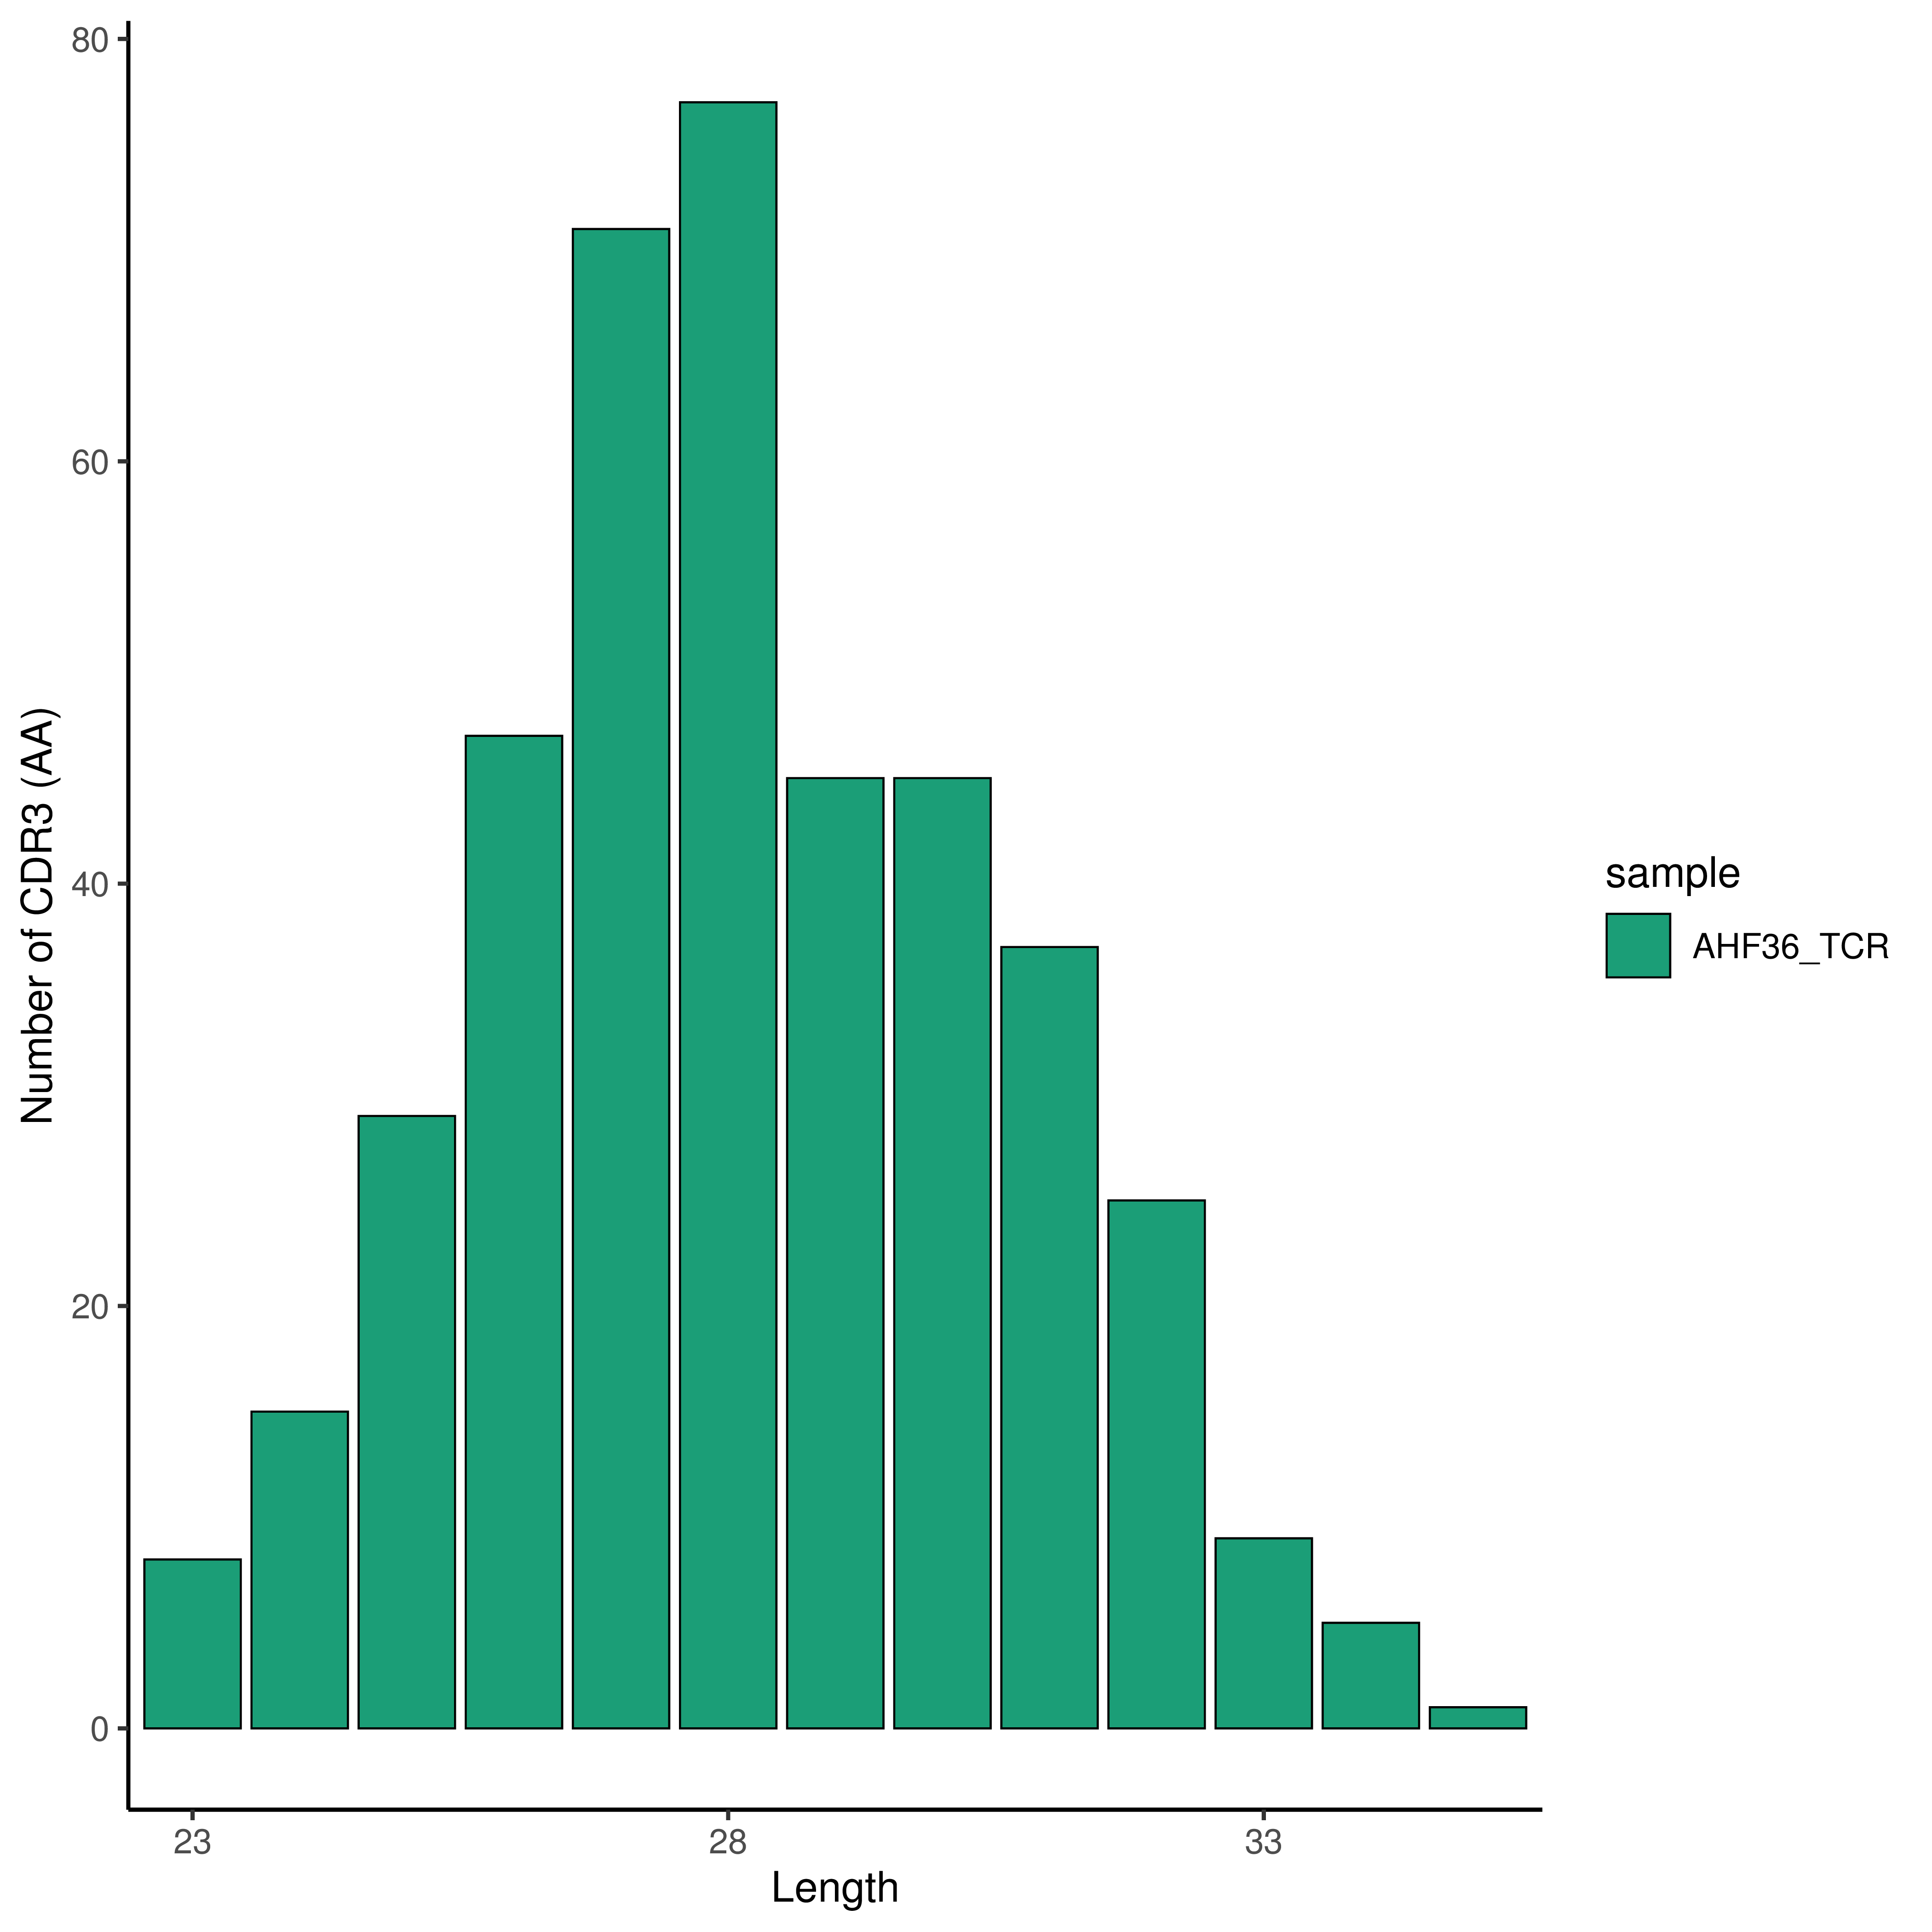 80
60
40
20
0
Number of CDR3 (AA)
23 28 33
Length
sample
AHF36_TCR